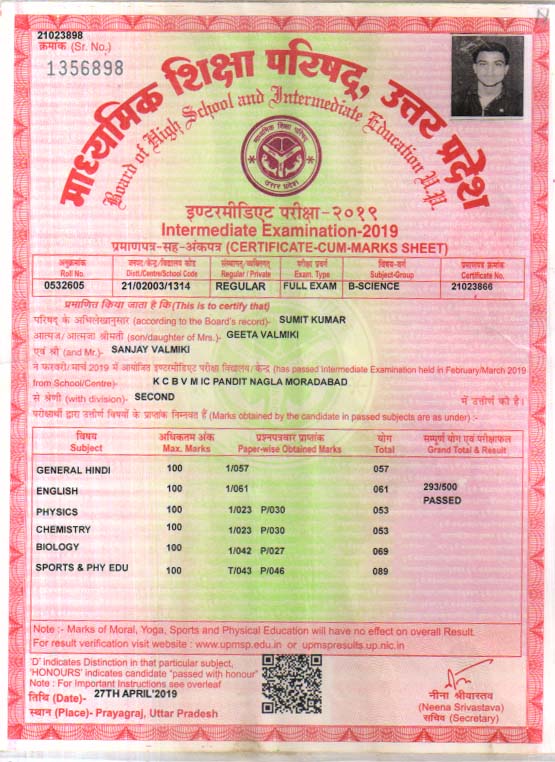 21023898
क्रमांक (Sr. No.)
1356898
माध्यमिक शिक्षा परिषद्, उत्तर प्रदेश
Board of High School and Intermediate Education U.P.
माध्यमिक शिक्षा परिषद्
उत्तर प्रदेश
इण्टरमीडिएट परीक्षा-२०१९
Intermediate Examination-2019
प्रमाणपत्र-सह-अंकपत्र (CERTIFICATE-CUM-MARKS SHEET)
अनुक्रमांक जनपद/केन्द्र/विद्यालय कोड संस्थागत/व्यक्तिगत परीक्षा प्रवर्ग विषय-वर्ग प्रमाणपत्र क्रमांक
Roll No. Distt./Centre/School Code Regular / Private Exam. Type Subject-Group Certificate No.
0532605 21/02003/1314 REGULAR FULL EXAM B-SCIENCE 21023866
प्रमाणित किया जाता है कि (This is to certify that)
परिषद् के अभिलेखानुसार (according to the Board's record)- SUMIT KUMAR
आत्मज/आत्मजा श्रीमती (son/daughter of Mrs.)- GEETA VALMIKI
एवं श्री (and Mr.)- SANJAY VALMIKI
ने फरवरी/मार्च 2019 में आयोजित इण्टरमीडिएट परीक्षा विद्यालय/केन्द्र (has passed Intermediate Examination held in February/March 2019
from School/Centre)- K C B V M IC PANDIT NAGLA MORADABAD
से श्रेणी (with division)- SECOND में उत्तीर्ण की है।
परीक्षार्थी द्वारा उत्तीर्ण विषयों के प्राप्तांक निम्नवत हैं (Marks obtained by the candidate in passed subjects are as under) :-
विषय अधिकतम अंक प्रश्नपत्रवार प्राप्तांक योग सम्पूर्ण योग एवं परीक्षाफल
Subject Max. Marks Paper-wise Obtained Marks Total Grand Total & Result
GENERAL HINDI 100 1/057 057
ENGLISH 100 1/061 061 293/500
PASSED
PHYSICS 100 1/023 P/030 053
CHEMISTRY 100 1/023 P/030 053
BIOLOGY 100 1/042 P/027 069
SPORTS & PHY EDU 100 T/043 P/046 089
Note :- Marks of Moral, Yoga, Sports and Physical Education will have no effect on overall Result.
For result verification visit website : www.upmsp.edu.in or upmspresults.up.nic.in
'D' indicates Distinction in that particular subject,
'HONOURS' indicates candidate "passed with honour"
Note : For Important Instructions see overleaf
तिथि (Date)- 27TH APRIL'2019
स्थान (Place)- Prayagraj, Uttar Pradesh
नीना श्रीवास्तव
(Neena Srivastava)
सचिव (Secretary)